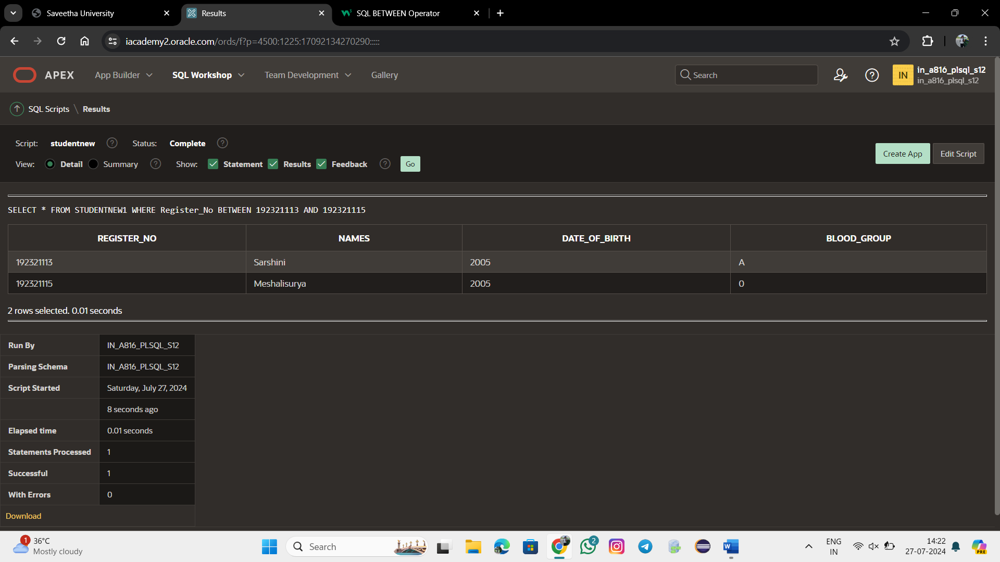 Saveetha University
Results
SQL BETWEEN Operator
iacademy2.oracle.com/ords/f?p=4500:1225:17092134270290:::::
APEX
App Builder
SQL Workshop
Team Development
Gallery
Search
IN
in_a816_plsql_s12
in_a816_plsql_s12
SQL Scripts \ Results
Script: studentnew ? Status: Complete ?
View: Detail Summary ? Show: Statement Results Feedback ? Go
Create App
Edit Script
SELECT * FROM STUDENTNEW1 WHERE Register_No BETWEEN 192321113 AND 192321115
REGISTER_NO NAMES DATE_OF_BIRTH BLOOD_GROUP
192321113 Sarshini 2005 A
192321115 Meshalisurya 2005 0
2 rows selected. 0.01 seconds
Run By IN_A816_PLSQL_S12
Parsing Schema IN_A816_PLSQL_S12
Script Started Saturday, July 27, 2024
8 seconds ago
Elapsed time 0.01 seconds
Statements Processed 1
Successful 1
With Errors 0
Download
1
36°C
Mostly cloudy
Search
2
W
ENG
IN
14:22
27-07-2024
PRE